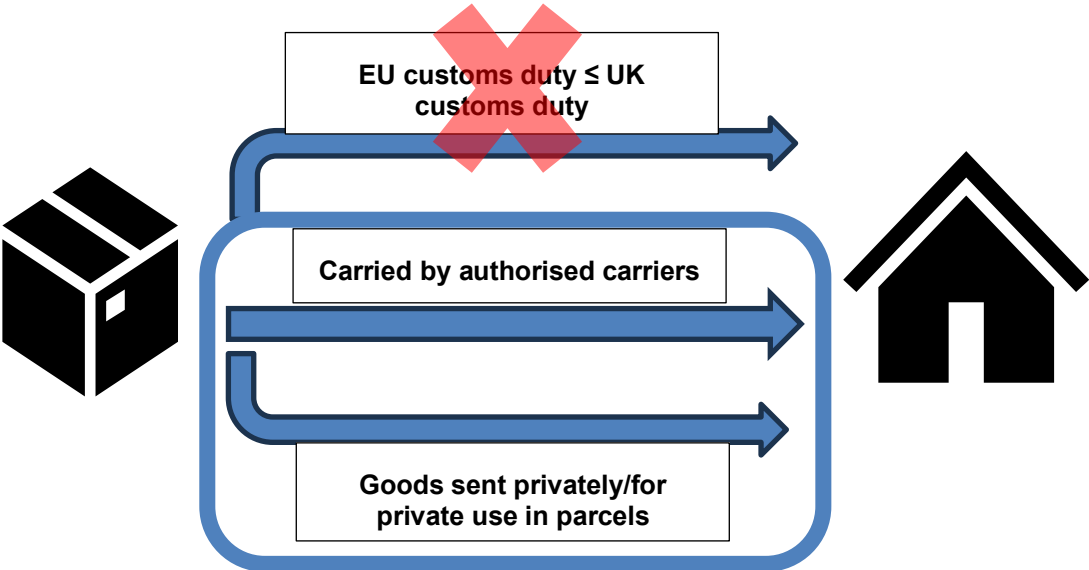 EU customs duty ≤ UK
customs duty
Carried by authorised carriers
Goods sent privately/for
private use in parcels